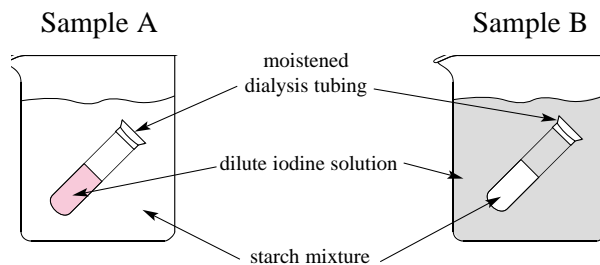 Sample A
Sample B
moistened
dialysis tubing
dilute iodine solution
starch mixture